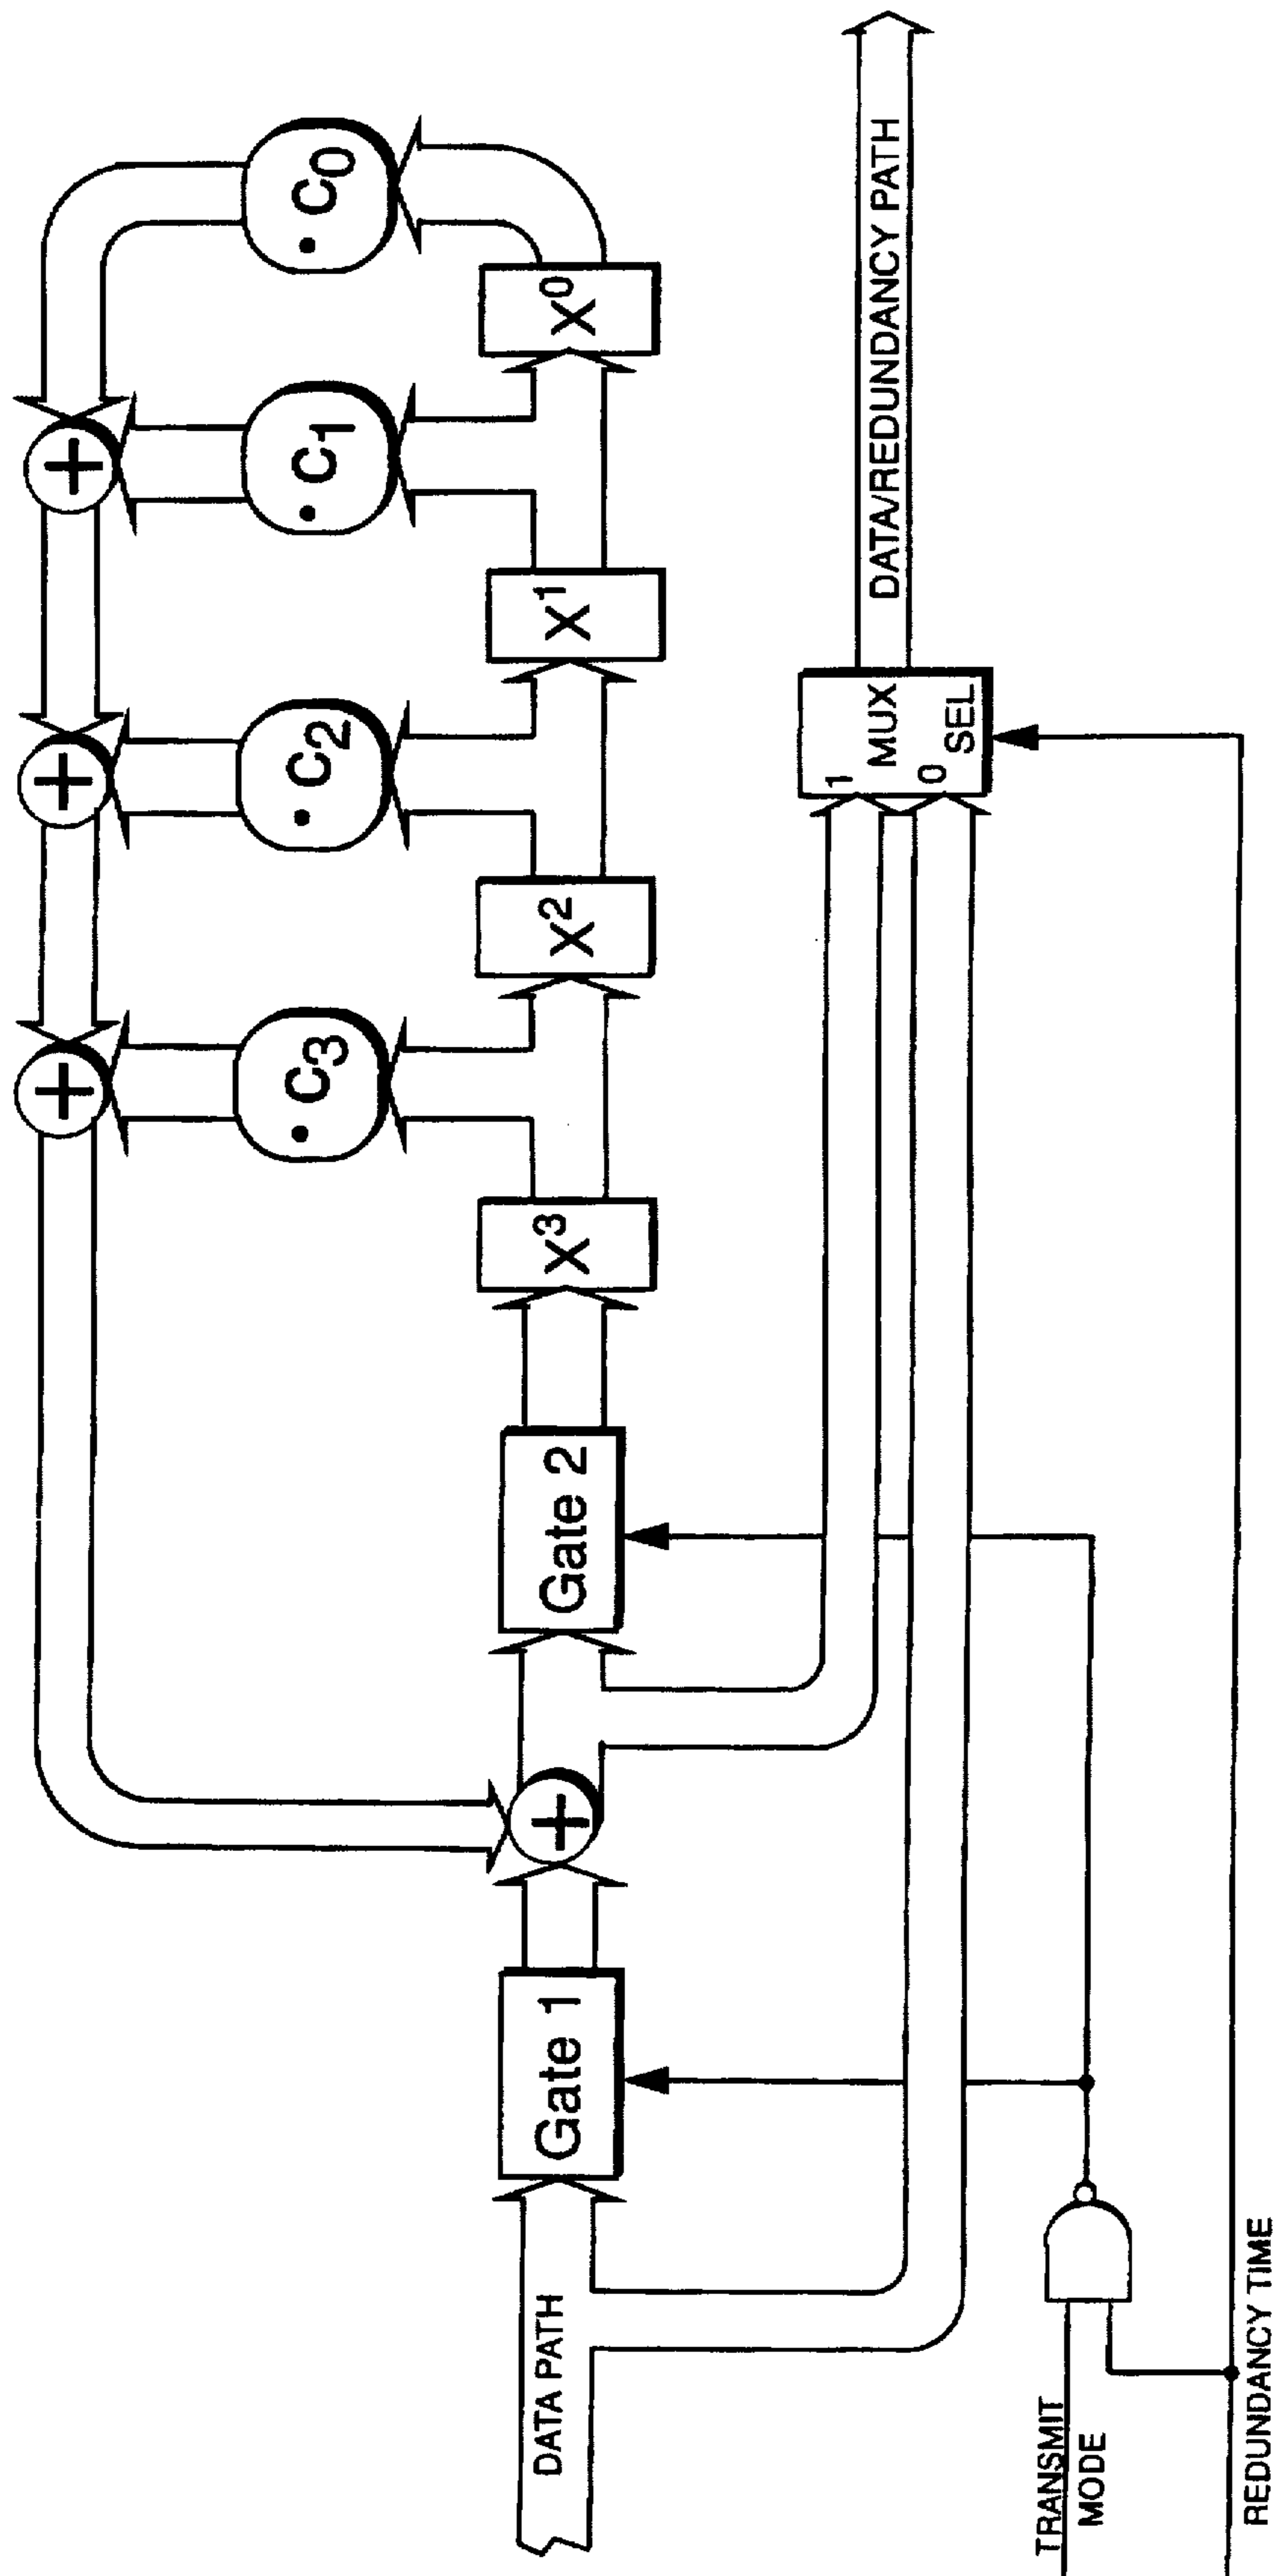 +
+
+
• C₃
• C₂
• C₁
• C₀
DATA PATH
Gate 1
+
Gate 2
X³
X²
X¹
X⁰
1
MUX
0
SEL
DATA/REDUNDANCY PATH
TRANSMIT
MODE
REDUNDANCY TIME